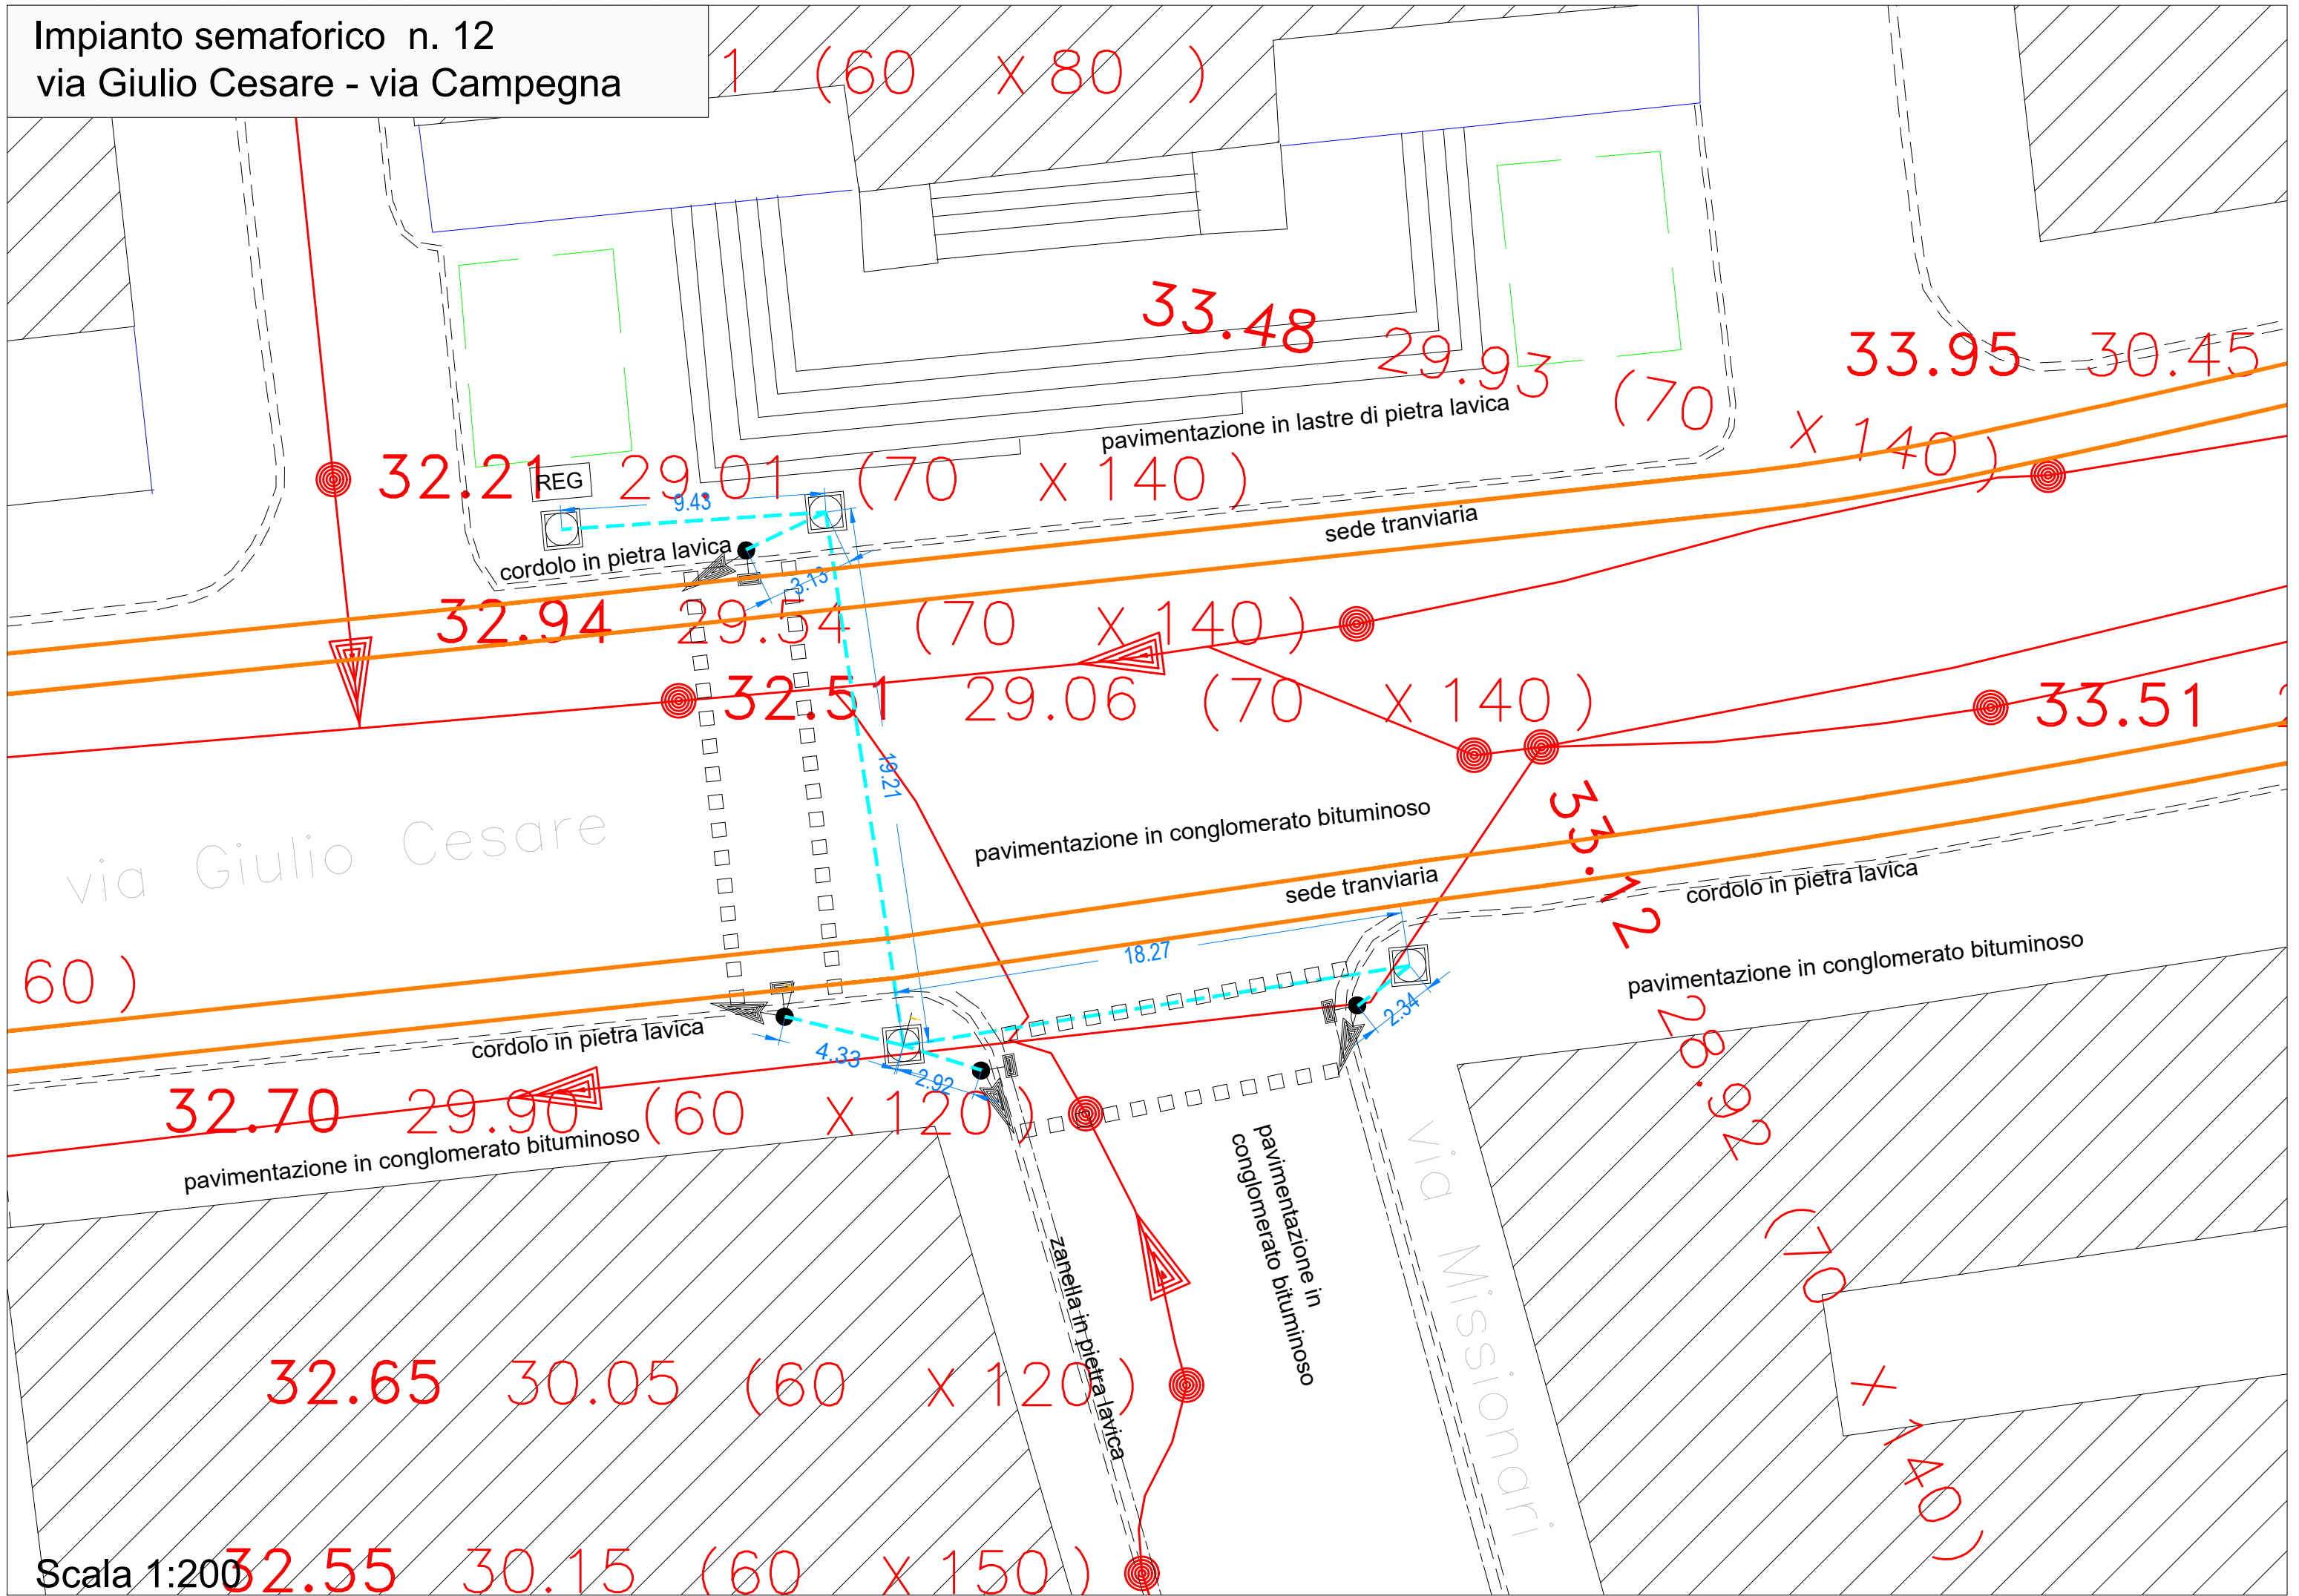 Impianto semaforico n. 12
via Giulio Cesare - via Campegna
1 (60 X 80 )
33.48 29.93 (70 X 140 )
33.95 30.45
pavimentazione in lastre di pietra lavica
32.21 29.01 (70 X 140 )
REG
9.43
sede tranviaria
cordolo in pietra lavica
3.13
32.94 29.54 (70 X 140 )
32.51 29.06 (70 X 140 )
33.51
19.21
via Giulio Cesare
pavimentazione in conglomerato bituminoso
33.12 28.92 (70 X 140 )
sede tranviaria
cordolo in pietra lavica
18.27
pavimentazione in conglomerato bituminoso
60 )
2.34
cordolo in pietra lavica
4.33
2.92
32.70 29.90 (60 X 120 )
pavimentazione in conglomerato bituminoso
pavimentazione in
conglomerato bituminoso
via Missionari
zanella in pietra lavica
32.65 30.05 (60 X 120 )
Scala 1:200
32.55 30.15 (60 X 150 )